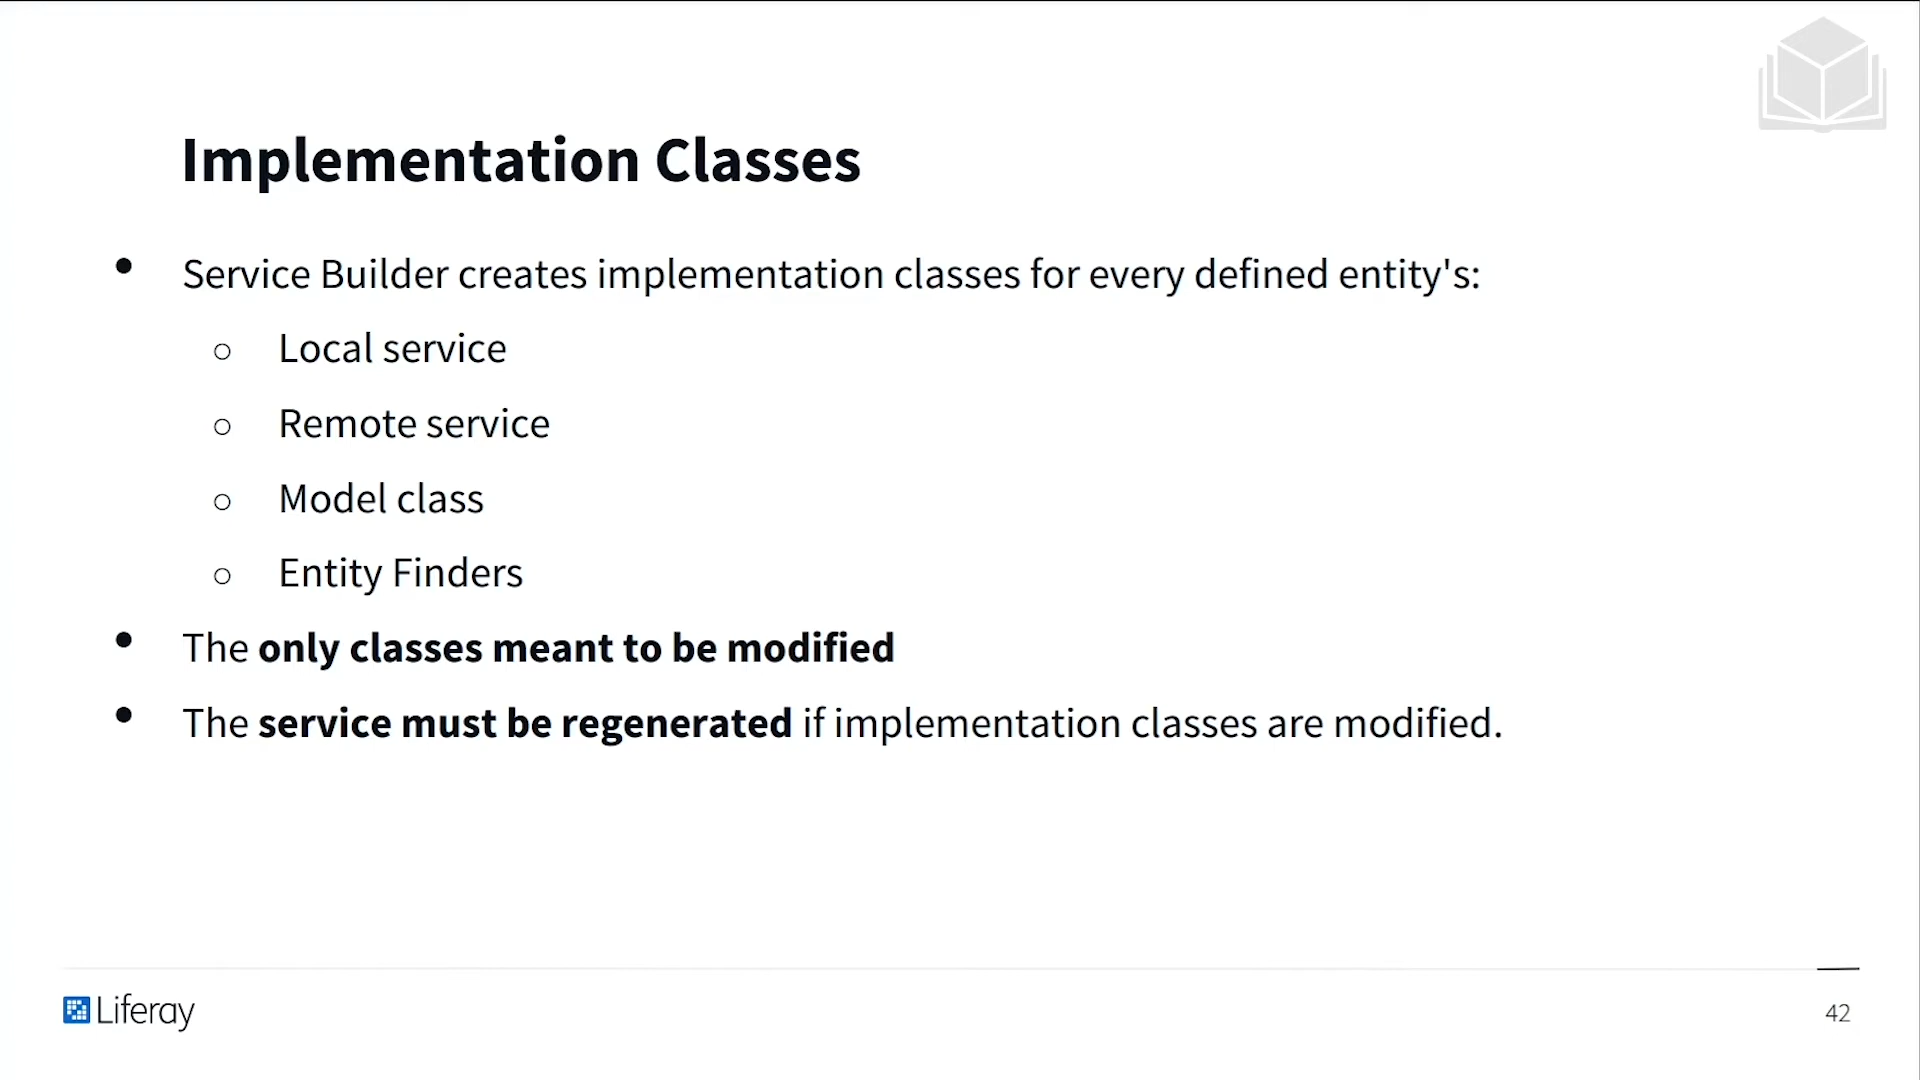 Implementation Classes
• Service Builder creates implementation classes for every defined entity's:
○ Local service
○ Remote service
○ Model class
○ Entity Finders
• The only classes meant to be modified
• The service must be regenerated if implementation classes are modified.
Liferay
42